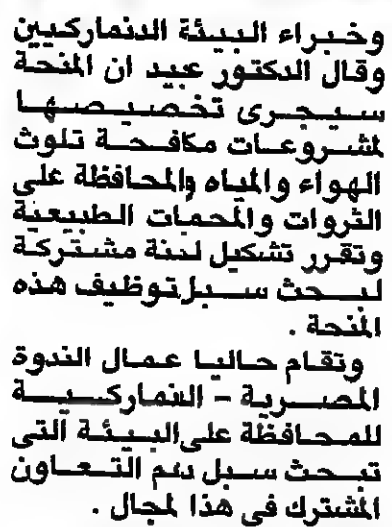 وخبراء البيئة الدنماركيين
وقال الدكتور عبيد ان المنحة
سيجرى تخصيصها
لمشروعات مكافحة تلوث
الهواء والمياه والمحافظة على
الثروات والمحمات الطبيعية
وتقرر تشكيل لجنة مشتركة
لبحث سبل توظيف هذه
المنحة .
وتقام حاليا عمال الندوة
المصرية - الدنماركية
للمحافظة على البيئة التى
تبحث سبل دعم التعاون
المشترك فى هذا لمجال .